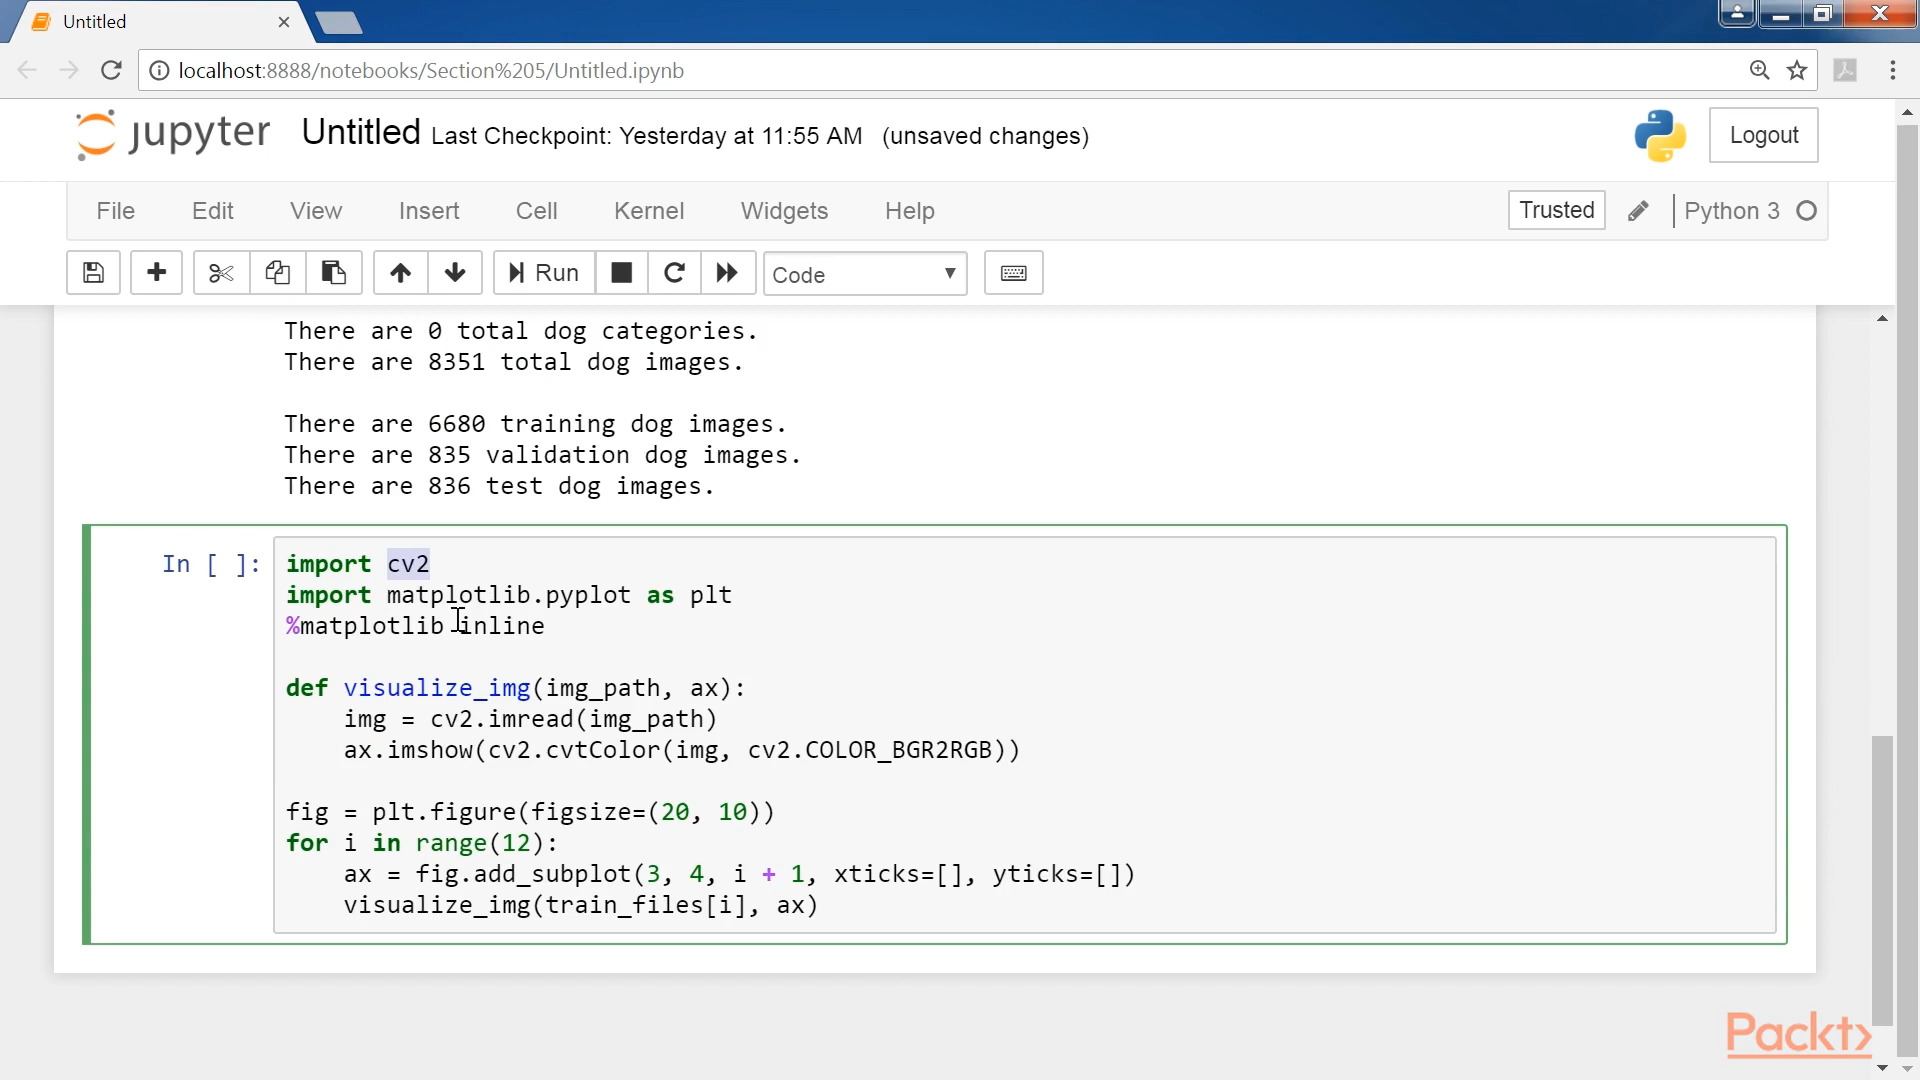 Untitled
localhost:8888/notebooks/Section%205/Untitled.ipynb
jupyter Untitled Last Checkpoint: Yesterday at 11:55 AM (unsaved changes)
Logout
File Edit View Insert Cell Kernel Widgets Help Trusted Python 3
Run Code
There are 0 total dog categories.
There are 8351 total dog images.
There are 6680 training dog images.
There are 835 validation dog images.
There are 836 test dog images.
In [ ]: import cv2
import matplotlib.pyplot as plt
%matplotlib inline
def visualize_img(img_path, ax):
    img = cv2.imread(img_path)
    ax.imshow(cv2.cvtColor(img, cv2.COLOR_BGR2RGB))
fig = plt.figure(figsize=(20, 10))
for i in range(12):
    ax = fig.add_subplot(3, 4, i + 1, xticks=[], yticks=[])
    visualize_img(train_files[i], ax)
Packt>